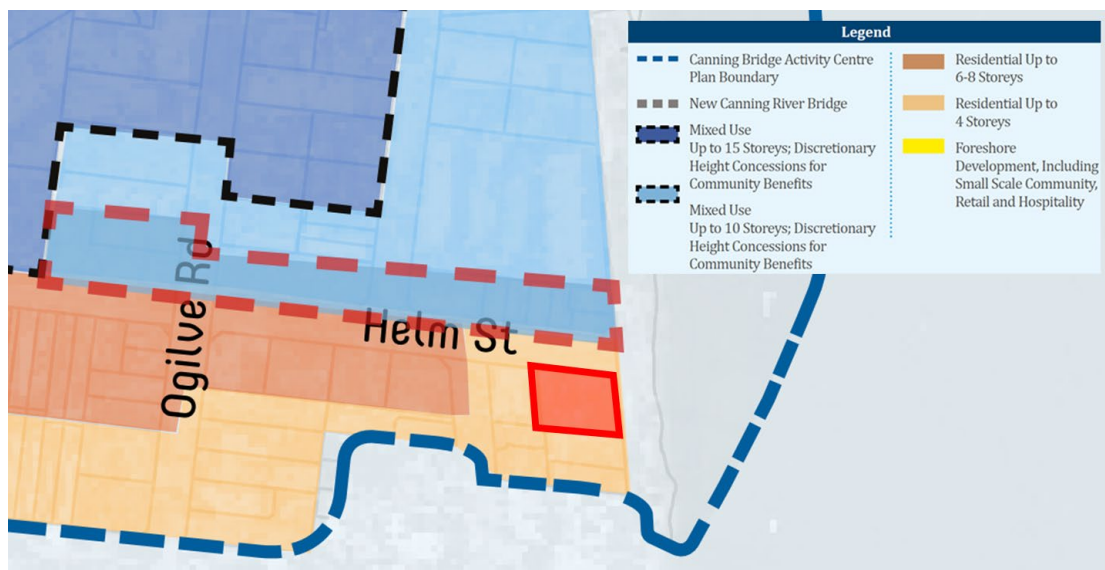 Legend
Canning Bridge Activity Centre
Plan Boundary
New Canning River Bridge
Mixed Use
Up to 15 Storeys; Discretionary
Height Concessions for
Community Benefits
Mixed Use
Up to 10 Storeys; Discretionary
Height Concessions for
Community Benefits
Residential Up to
6-8 Storeys
Residential Up to
4 Storeys
Foreshore
Development, Including
Small Scale Community,
Retail and Hospitality
Ogilve Rd
Helm St